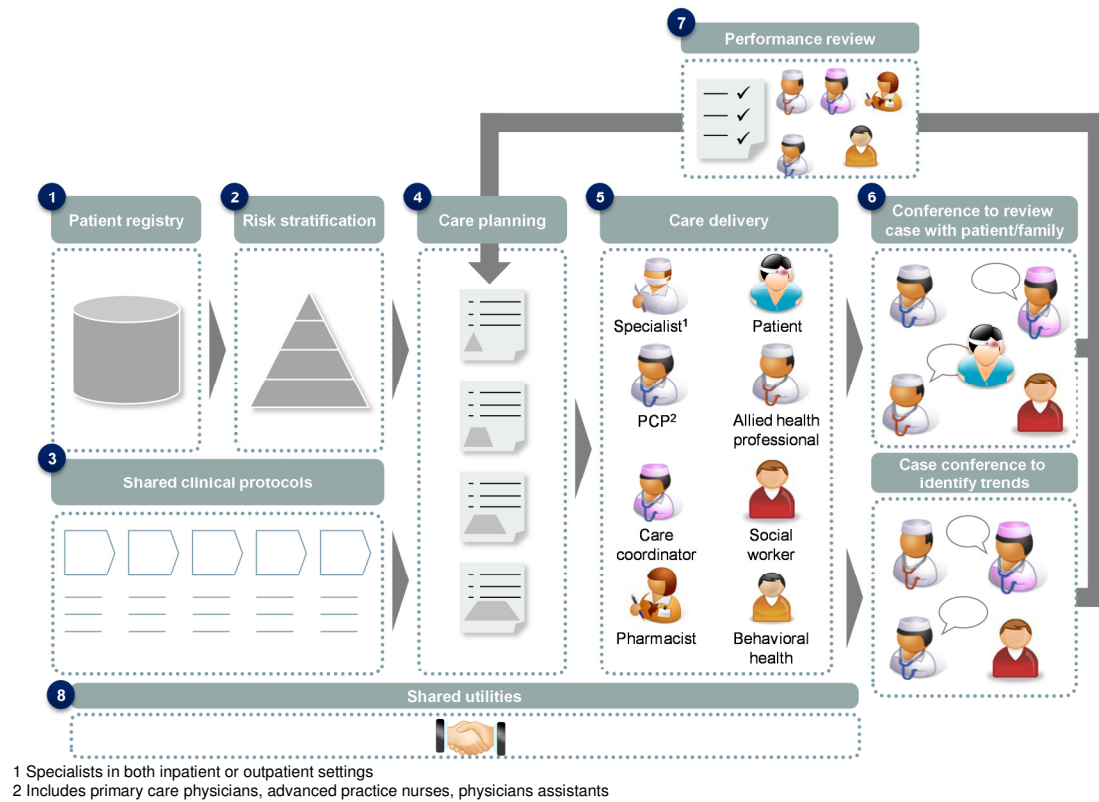 7
Performance review
1
Patient registry
2
Risk stratification
4
Care planning
5
Care delivery
6
Conference to review
case with patient/family
Specialist1
Patient
PCP2
Allied health
professional
Care
coordinator
Social
worker
Pharmacist
Behavioral
health
3
Shared clinical protocols
Case conference to
identify trends
8
Shared utilities
1 Specialists in both inpatient or outpatient settings
2 Includes primary care physicians, advanced practice nurses, physicians assistants